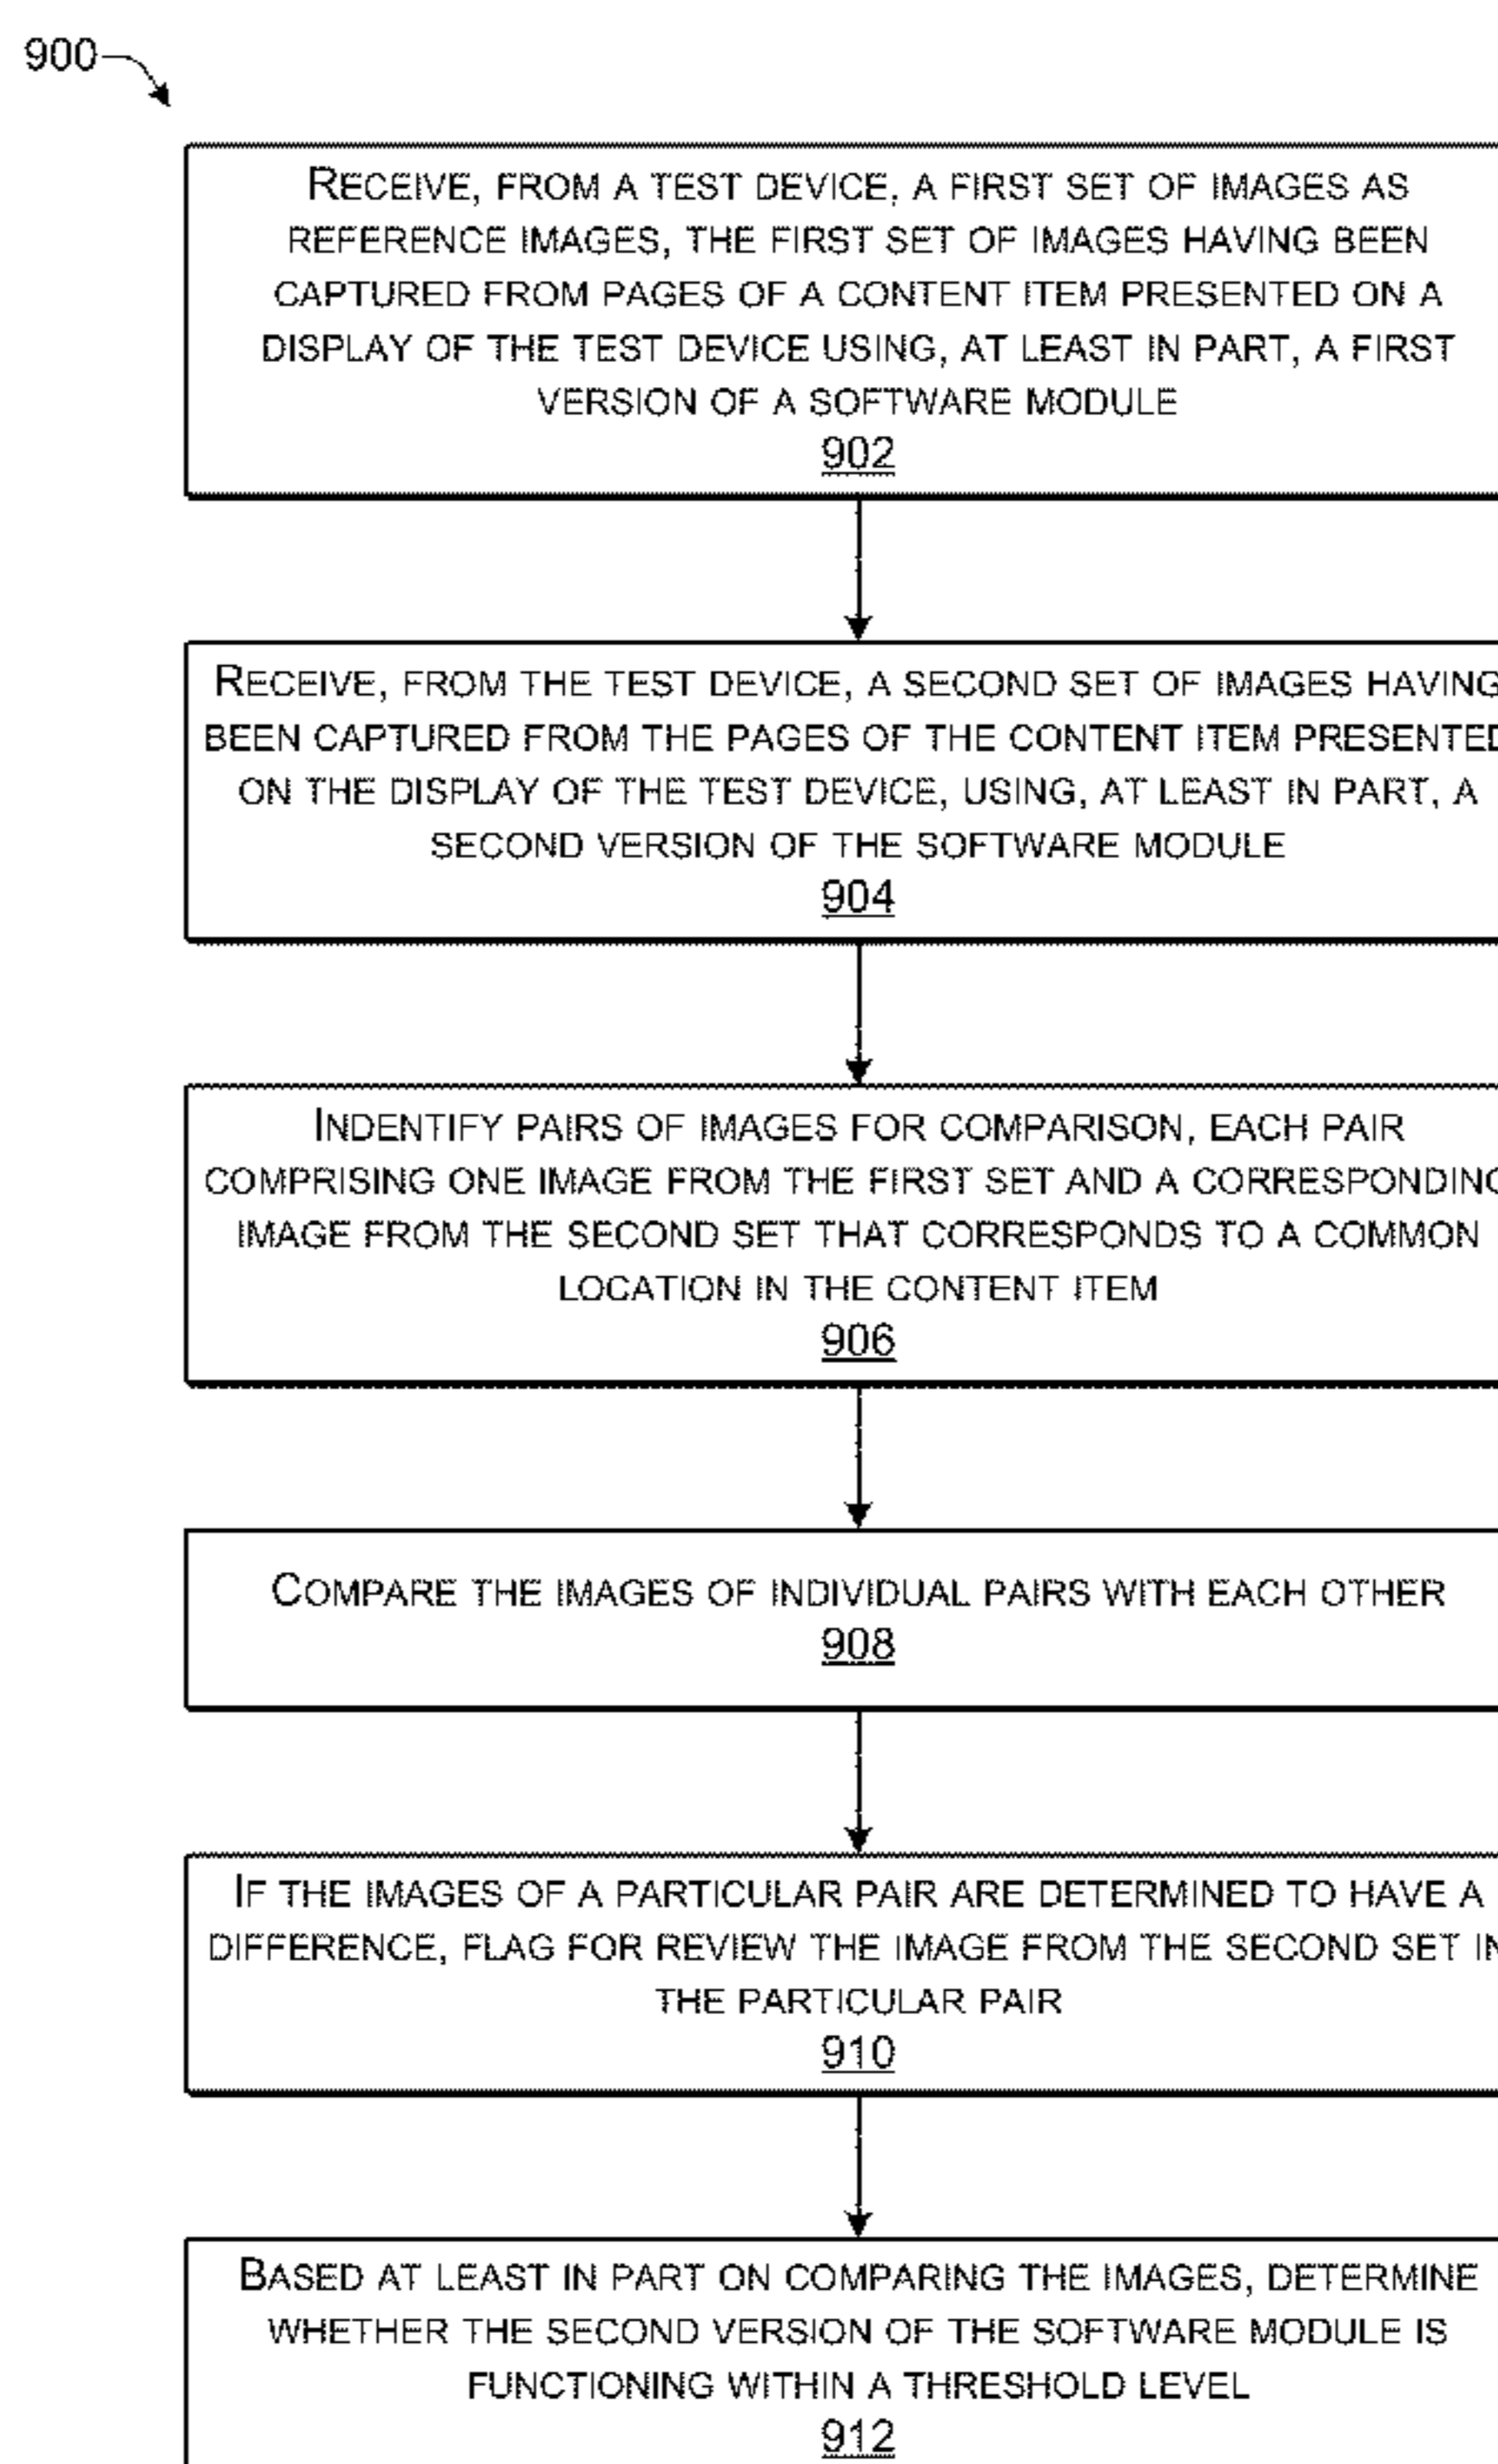 900
RECEIVE, FROM A TEST DEVICE, A FIRST SET OF IMAGES AS
REFERENCE IMAGES, THE FIRST SET OF IMAGES HAVING BEEN
CAPTURED FROM PAGES OF A CONTENT ITEM PRESENTED ON A
DISPLAY OF THE TEST DEVICE USING, AT LEAST IN PART, A FIRST
VERSION OF A SOFTWARE MODULE
902
RECEIVE, FROM THE TEST DEVICE, A SECOND SET OF IMAGES HAVING
BEEN CAPTURED FROM THE PAGES OF THE CONTENT ITEM PRESENTED
ON THE DISPLAY OF THE TEST DEVICE, USING, AT LEAST IN PART, A
SECOND VERSION OF THE SOFTWARE MODULE
904
INDENTIFY PAIRS OF IMAGES FOR COMPARISON, EACH PAIR
COMPRISING ONE IMAGE FROM THE FIRST SET AND A CORRESPONDING
IMAGE FROM THE SECOND SET THAT CORRESPONDS TO A COMMON
LOCATION IN THE CONTENT ITEM
906
COMPARE THE IMAGES OF INDIVIDUAL PAIRS WITH EACH OTHER
908
IF THE IMAGES OF A PARTICULAR PAIR ARE DETERMINED TO HAVE A
DIFFERENCE, FLAG FOR REVIEW THE IMAGE FROM THE SECOND SET IN
THE PARTICULAR PAIR
910
BASED AT LEAST IN PART ON COMPARING THE IMAGES, DETERMINE
WHETHER THE SECOND VERSION OF THE SOFTWARE MODULE IS
FUNCTIONING WITHIN A THRESHOLD LEVEL
912